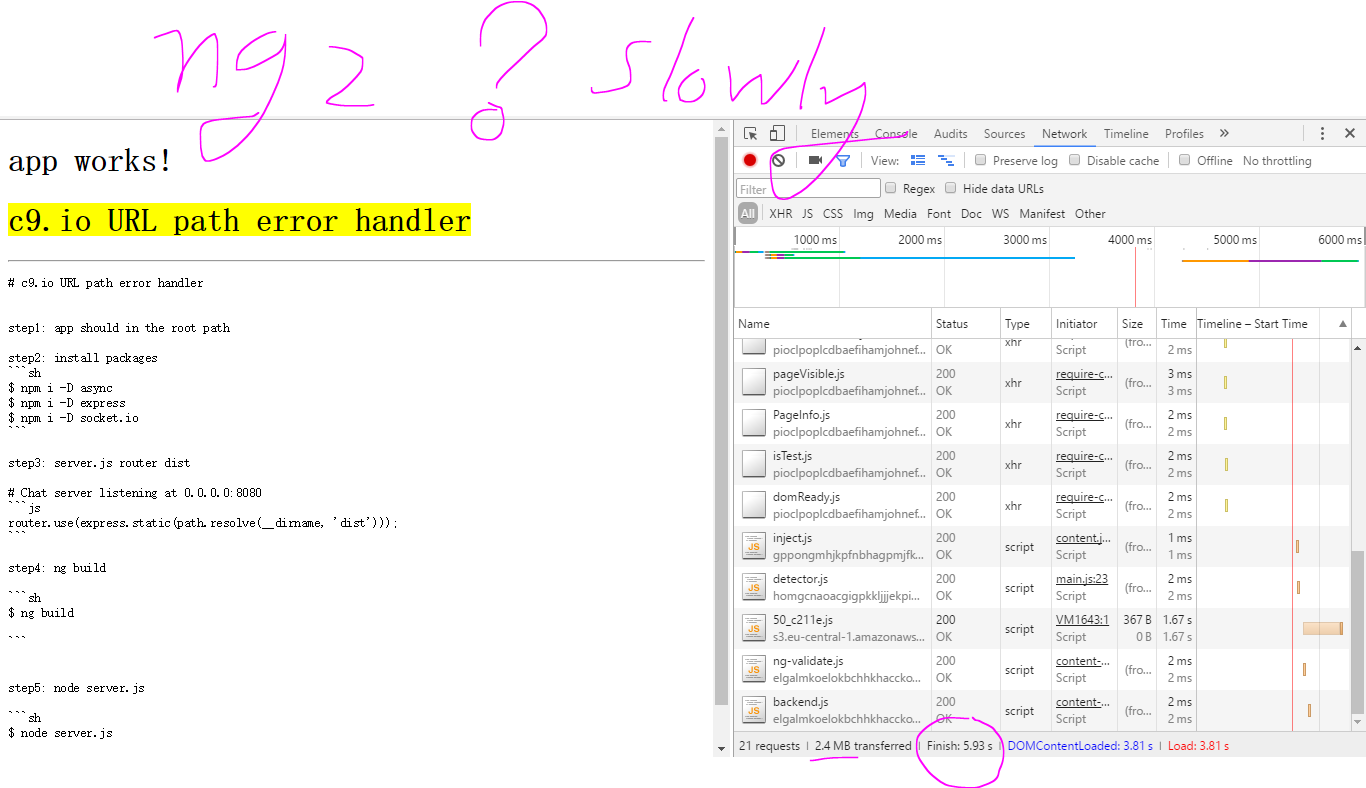 ng2 ? slowly
app works!
c9.io URL path error handler
# c9.io URL path error handler
step1: app should in the root path
step2: install packages
```sh
$ npm i -D async
$ npm i -D express
$ npm i -D socket.io
```
step3: server.js router dist
# Chat server listening at 0.0.0.0:8080
```js
router.use(express.static(path.resolve(__dirname, 'dist')));
```
step4: ng build
```sh
$ ng build
```
step5: node server.js
```sh
$ node server.js
Elements Console Audits Sources Network Timeline Profiles »
View: Preserve log Disable cache Offline No throttling
Filter Regex Hide data URLs
All XHR JS CSS Img Media Font Doc WS Manifest Other
1000 ms 2000 ms 3000 ms 4000 ms 5000 ms 6000 ms
Name Status Type Initiator Size Time Timeline – Start Time
pioclpoplcdbaefihamjohnef... OK xhr Script (fro... 2 ms
pageVisible.js 200 require-c... 3 ms
pioclpoplcdbaefihamjohnef... OK xhr Script (fro... 3 ms
PageInfo.js 200 require-c... 2 ms
pioclpoplcdbaefihamjohnef... OK xhr Script (fro... 2 ms
isTest.js 200 require-c... 2 ms
pioclpoplcdbaefihamjohnef... OK xhr Script (fro... 2 ms
domReady.js 200 require-c... 2 ms
pioclpoplcdbaefihamjohnef... OK xhr Script (fro... 2 ms
inject.js 200 content.j... 1 ms
gppongmhjkpfnbhagpmjfk... OK script Script (fro... 1 ms
detector.js 200 main.js:23 2 ms
homgcnaoacgigpkkljjjekpi... OK script Script (fro... 2 ms
50_c211e.js 200 VM1643:1 367 B 1.67 s
s3.eu-central-1.amazonaws... OK script Script 0 B 1.67 s
ng-validate.js 200 content-... 2 ms
elgalmkoelokbchhkhaccko... OK script Script (fro... 2 ms
backend.js 200 content-... 2 ms
elgalmkoelokbchhkhaccko... OK script Script (fro... 2 ms
21 requests | 2.4 MB transferred | Finish: 5.93 s | DOMContentLoaded: 3.81 s | Load: 3.81 s